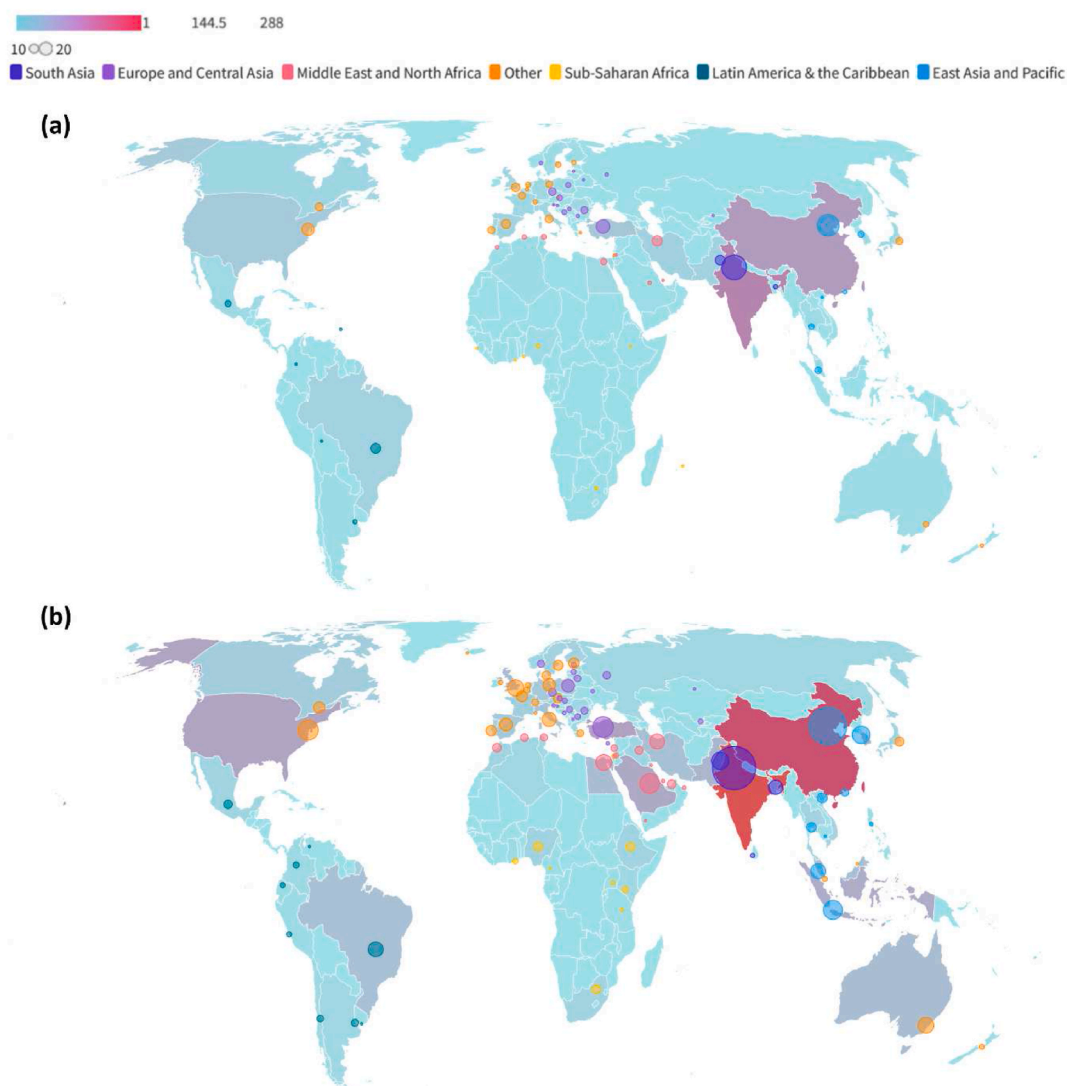 1 144.5 288
10 20
South Asia Europe and Central Asia Middle East and North Africa Other Sub-Saharan Africa Latin America & the Caribbean East Asia and Pacific
(a)
(b)